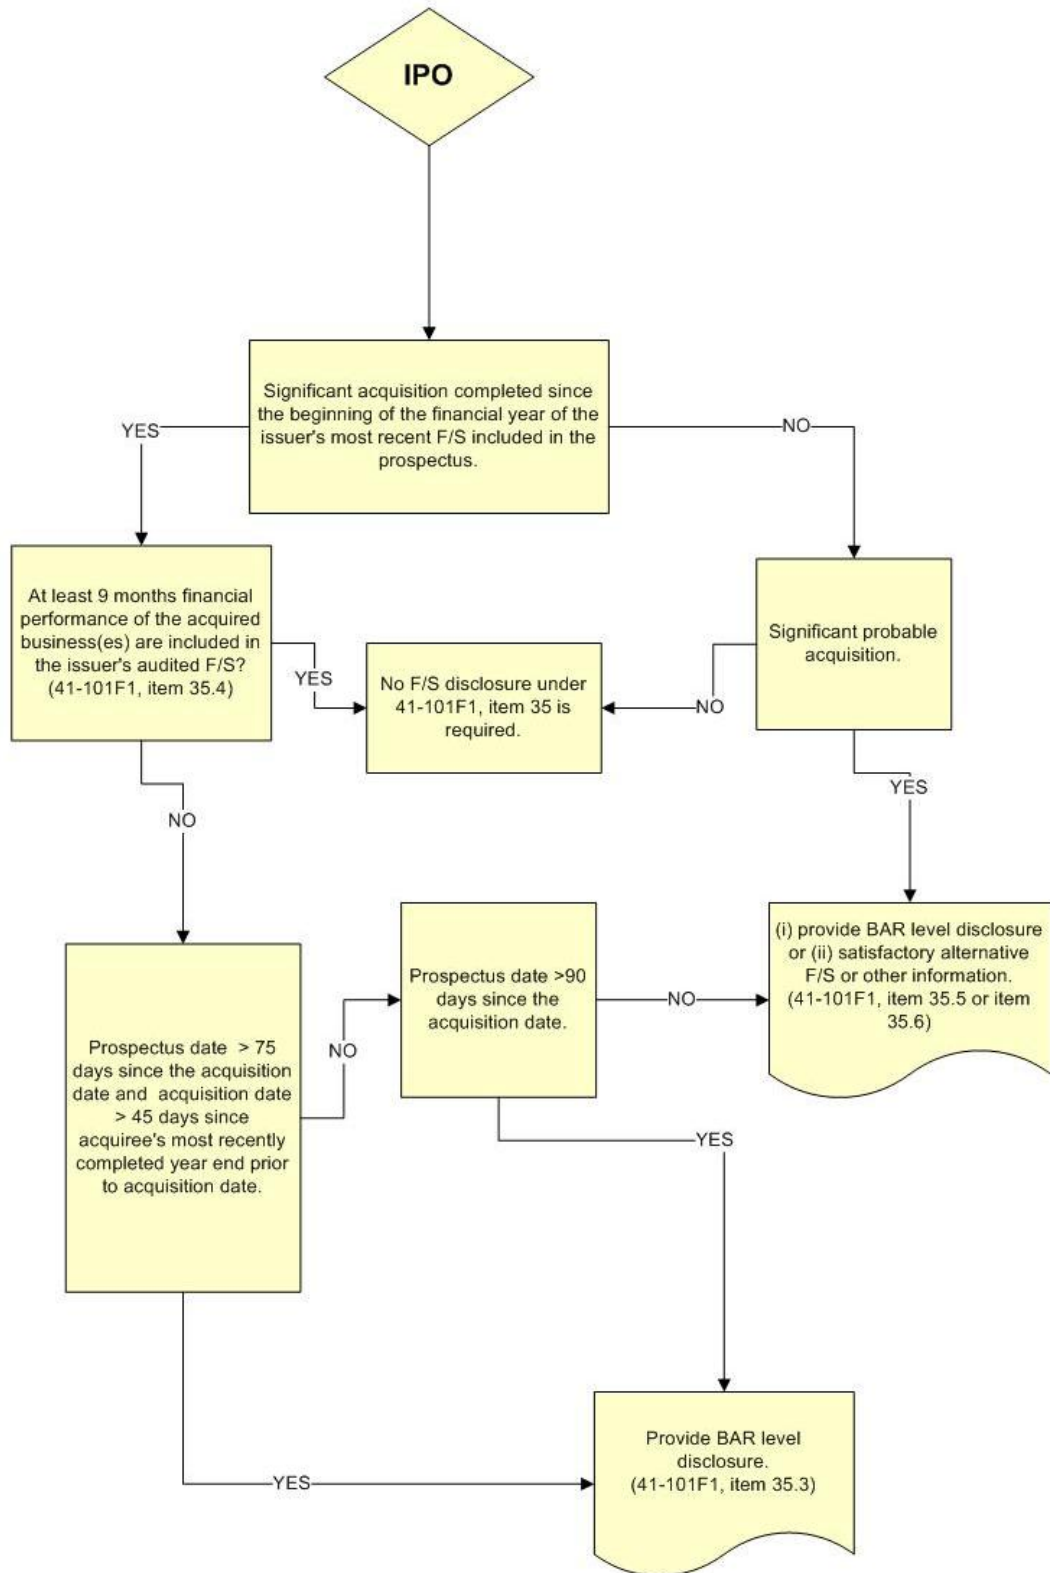 IPO
Significant acquisition completed since
the beginning of the financial year of the
issuer's most recent F/S included in the
prospectus.
YES
NO
At least 9 months financial
performance of the acquired
business(es) are included in
the issuer's audited F/S?
(41-101F1, item 35.4)
YES
No F/S disclosure under
41-101F1, item 35 is
required.
NO
Significant probable
acquisition.
YES
NO
Prospectus date > 75
days since the acquisition
date and acquisition date
> 45 days since
acquiree's most recently
completed year end prior
to acquisition date.
NO
Prospectus date >90
days since the
acquisition date.
NO
(i) provide BAR level disclosure
or (ii) satisfactory alternative
F/S or other information.
(41-101F1, item 35.5 or item
35.6)
YES
YES
Provide BAR level
disclosure.
(41-101F1, item 35.3)